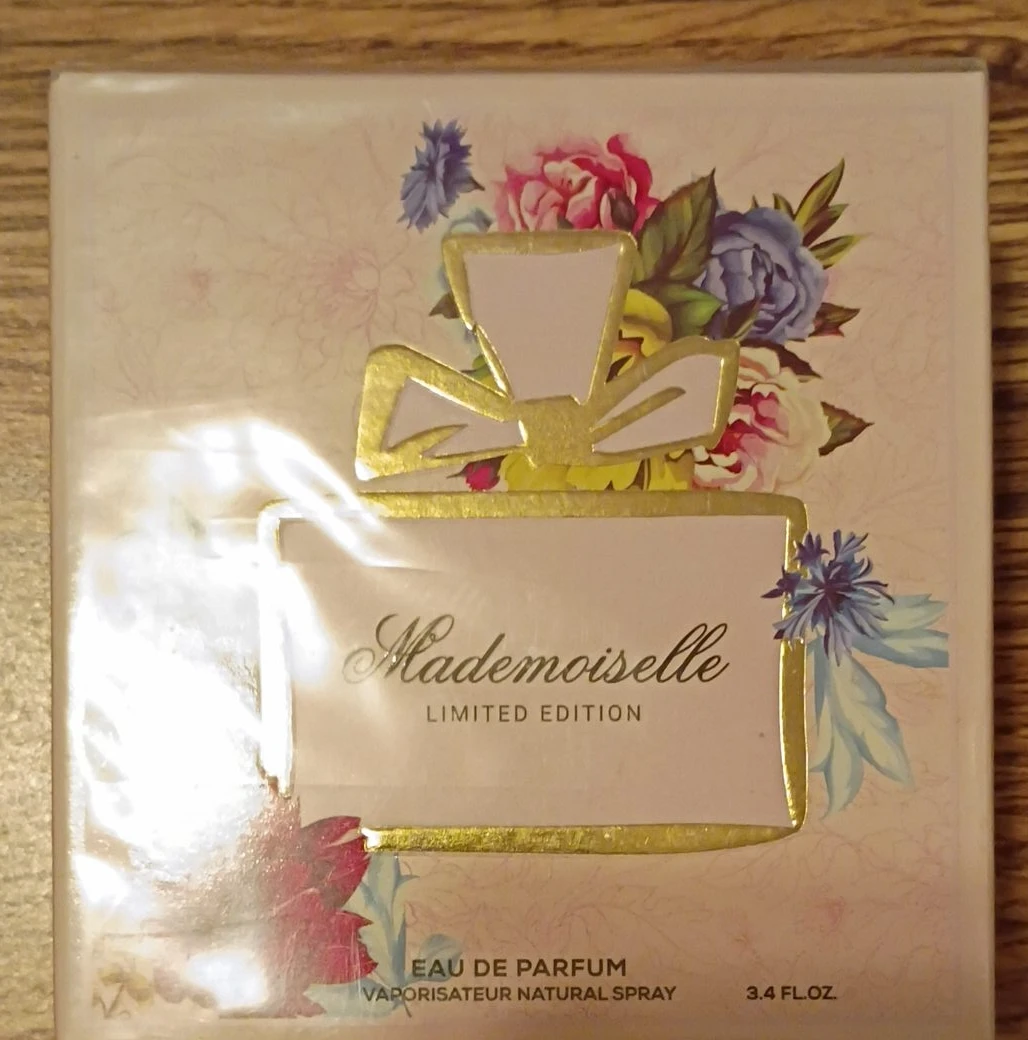 Mademoiselle
LIMITED EDITION
EAU DE PARFUM
VAPORISATEUR NATURAL SPRAY
3.4 FL.OZ.